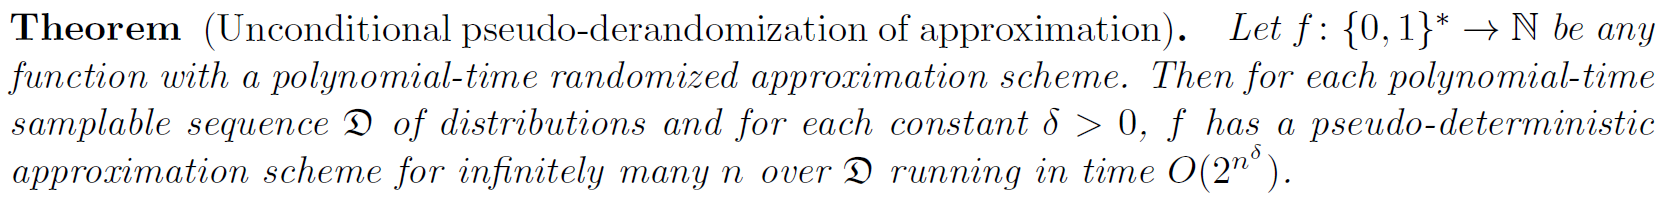 Theorem (Unconditional pseudo-derandomization of approximation). Let f : {0, 1}* → ℕ be any
function with a polynomial-time randomized approximation scheme. Then for each polynomial-time
samplable sequence 𝔇 of distributions and for each constant δ > 0, f has a pseudo-deterministic
approximation scheme for infinitely many n over 𝔇 running in time O(2^{n^δ}).